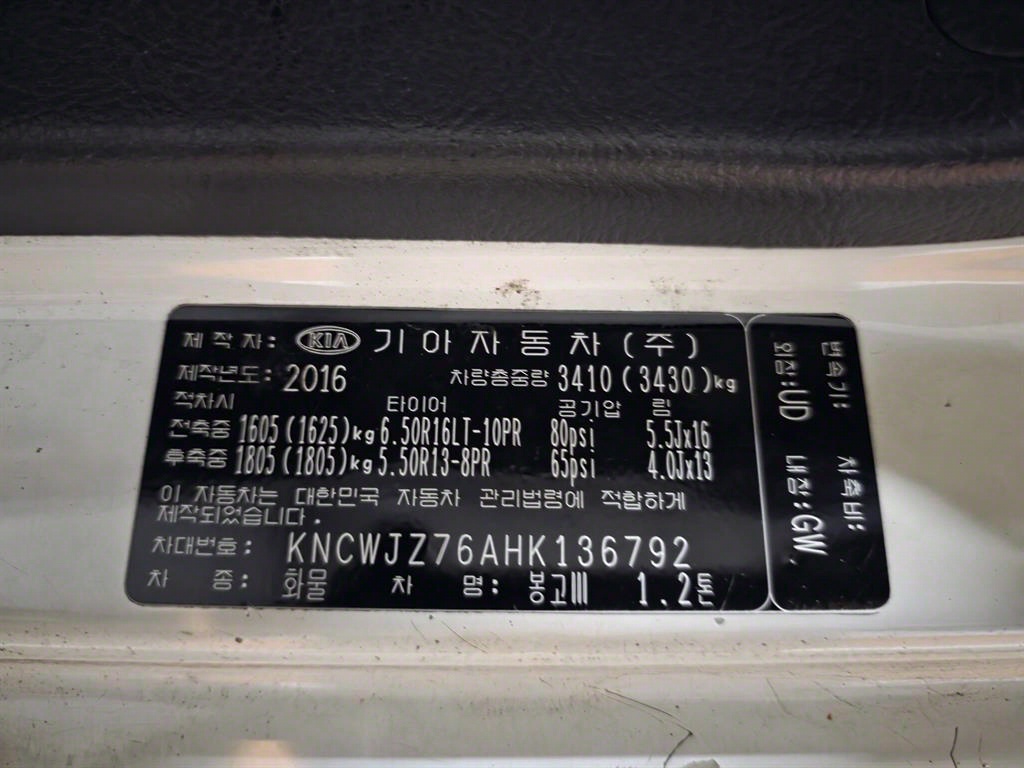 제 작 자: KIA 기아자동차(주)
제작년도: 2016 차량총중량 3410(3430)kg
적차시 타이어 공기압 림
전축중 1605(1625)kg 6.50R16LT-10PR 80psi 5.5Jx16
후축중 1805(1805)kg 5.50R13-8PR 65psi 4.0Jx13
이 자동차는 대한민국 자동차 관리법령에 적합하게
제작되었습니다.
차대번호: KNCWJZ76AHK136792
차 종: 화물 차 명: 봉고III 1.2톤
변속기: 차축비:
외장:UD 내장:GW